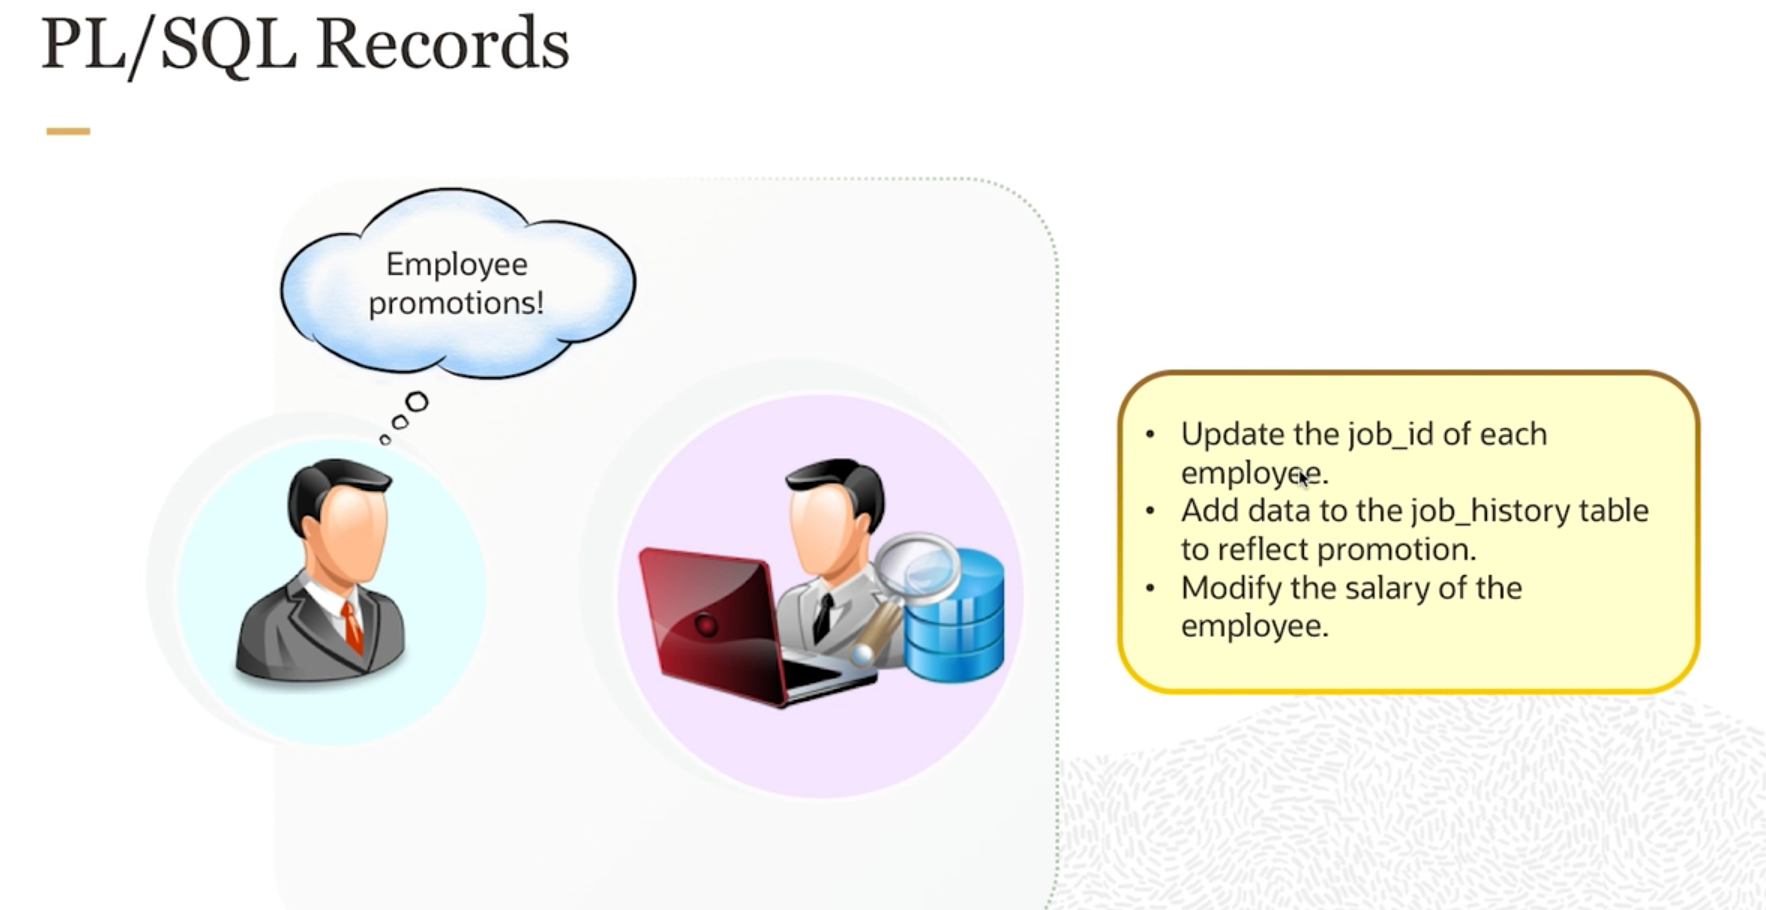 PL/SQL Records
Employee
promotions!
• Update the job_id of each
employee.
• Add data to the job_history table
to reflect promotion.
• Modify the salary of the
employee.